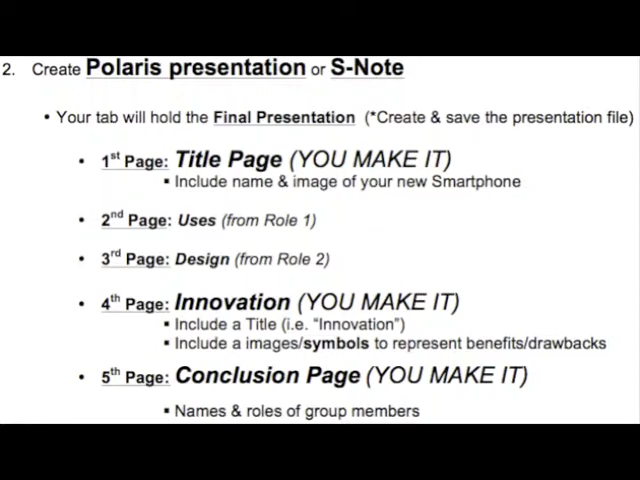 2. Create Polaris presentation or S-Note
• Your tab will hold the Final Presentation (*Create & save the presentation file)
• 1st Page: Title Page (YOU MAKE IT)
▪ Include name & image of your new Smartphone
• 2nd Page: Uses (from Role 1)
• 3rd Page: Design (from Role 2)
• 4th Page: Innovation (YOU MAKE IT)
▪ Include a Title (i.e. “Innovation”)
▪ Include a images/symbols to represent benefits/drawbacks
• 5th Page: Conclusion Page (YOU MAKE IT)
▪ Names & roles of group members